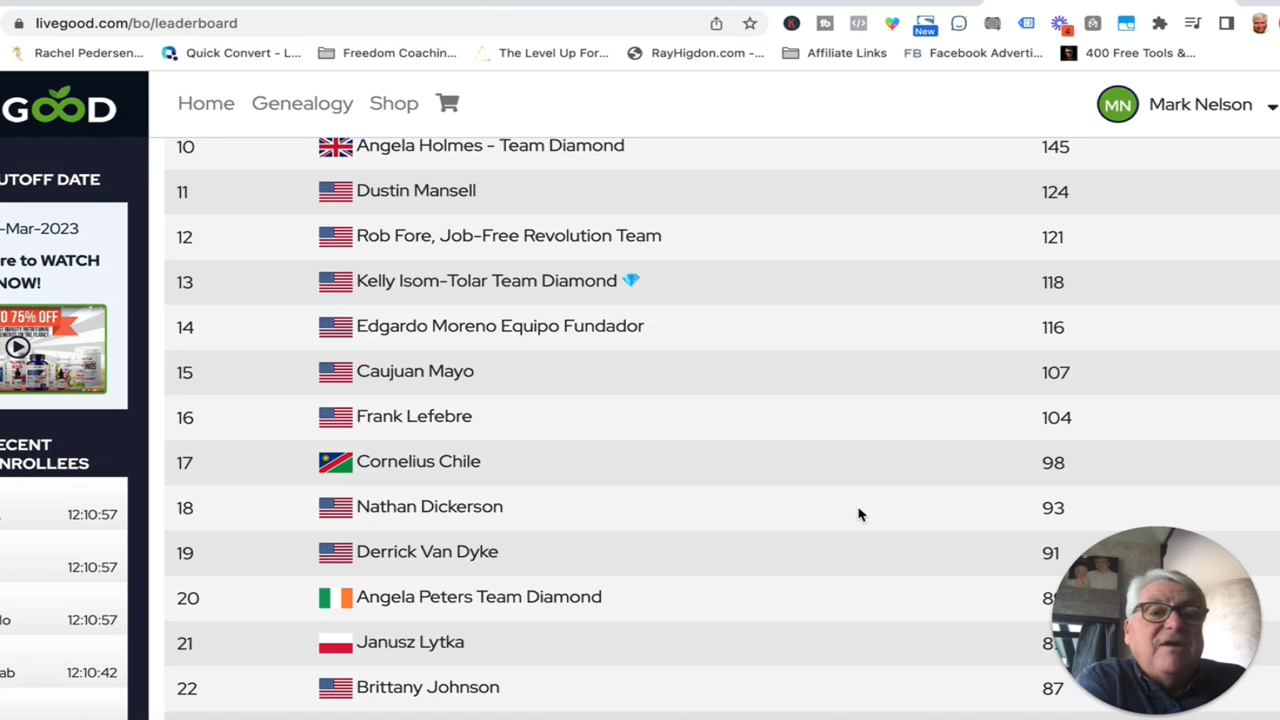 livegood.com/bo/leaderboard
New
4
Rachel Pedersen...
Quick Convert - L...
Freedom Coachin...
The Level Up For...
RayHigdon.com -...
Affiliate Links
FB Facebook Adverti...
400 Free Tools &...
GOOD
Home
Genealogy
Shop
MN
Mark Nelson
UTOFF DATE
-Mar-2023
re to WATCH
NOW!
TO 75% OFF
ECENT
NROLLEES
12:10:57
12:10:57
lo 12:10:57
ab 12:10:42
10 Angela Holmes - Team Diamond 145
11 Dustin Mansell 124
12 Rob Fore, Job-Free Revolution Team 121
13 Kelly Isom-Tolar Team Diamond 💎 118
14 Edgardo Moreno Equipo Fundador 116
15 Caujuan Mayo 107
16 Frank Lefebre 104
17 Cornelius Chile 98
18 Nathan Dickerson 93
19 Derrick Van Dyke 91
20 Angela Peters Team Diamond
21 Janusz Lytka
22 Brittany Johnson 87